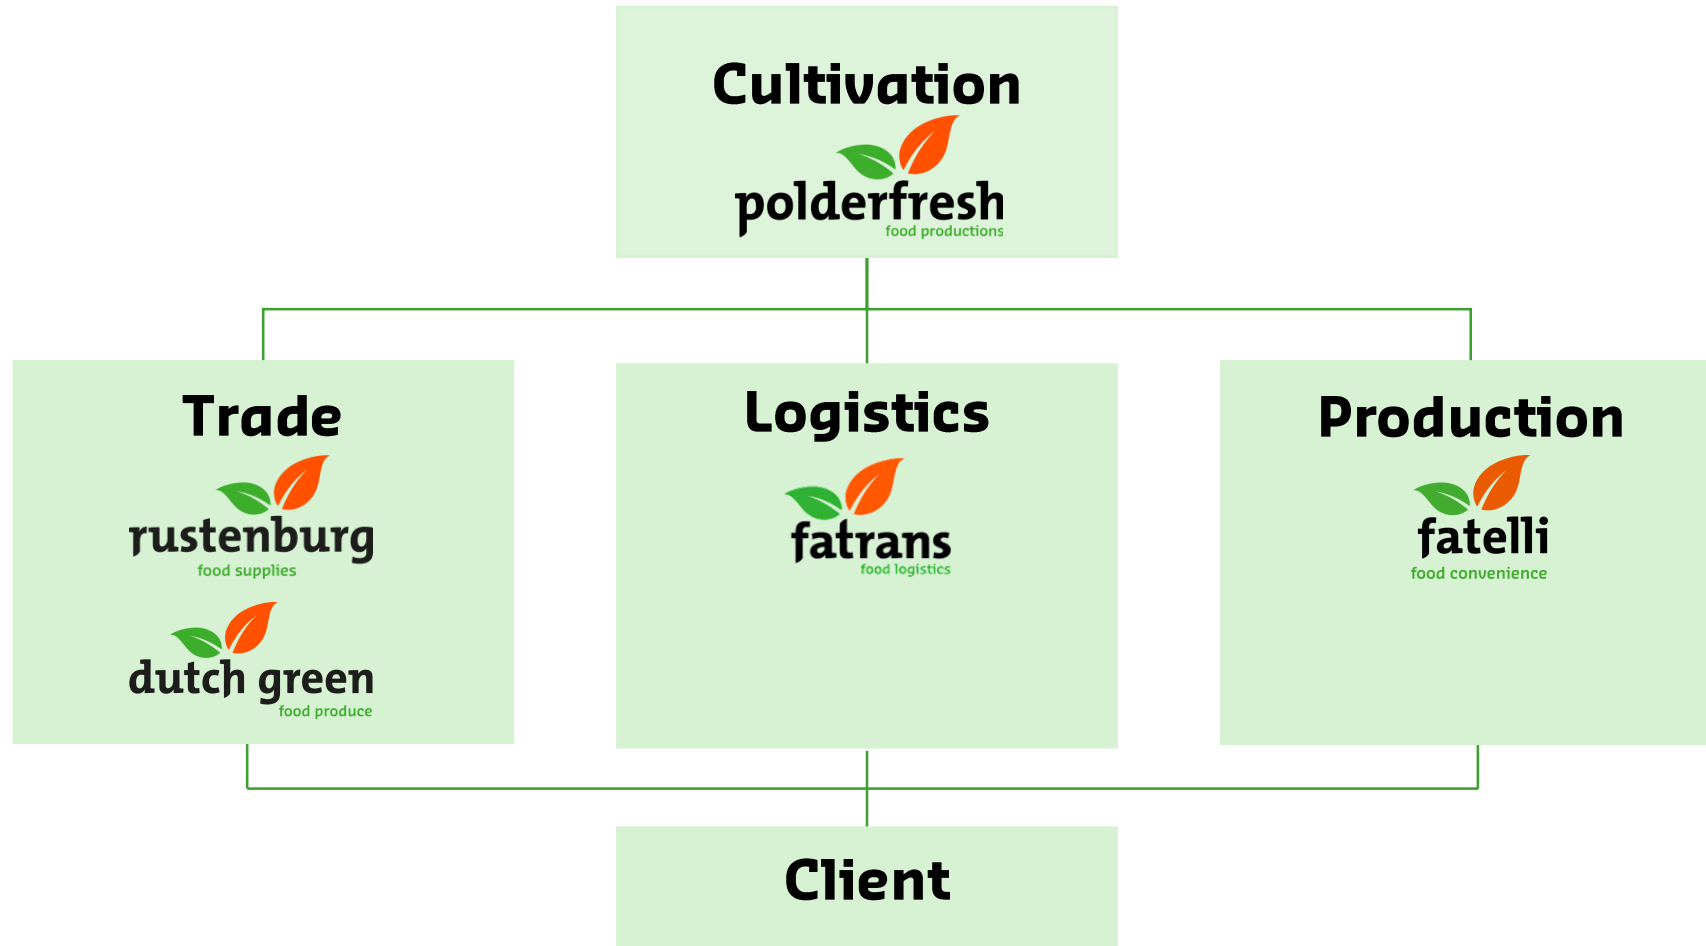 Cultivation
polderfresh
food productions
Trade
rustenburg
food supplies
dutch green
food produce
Logistics
fatrans
food logistics
Production
fatelli
food convenience
Client